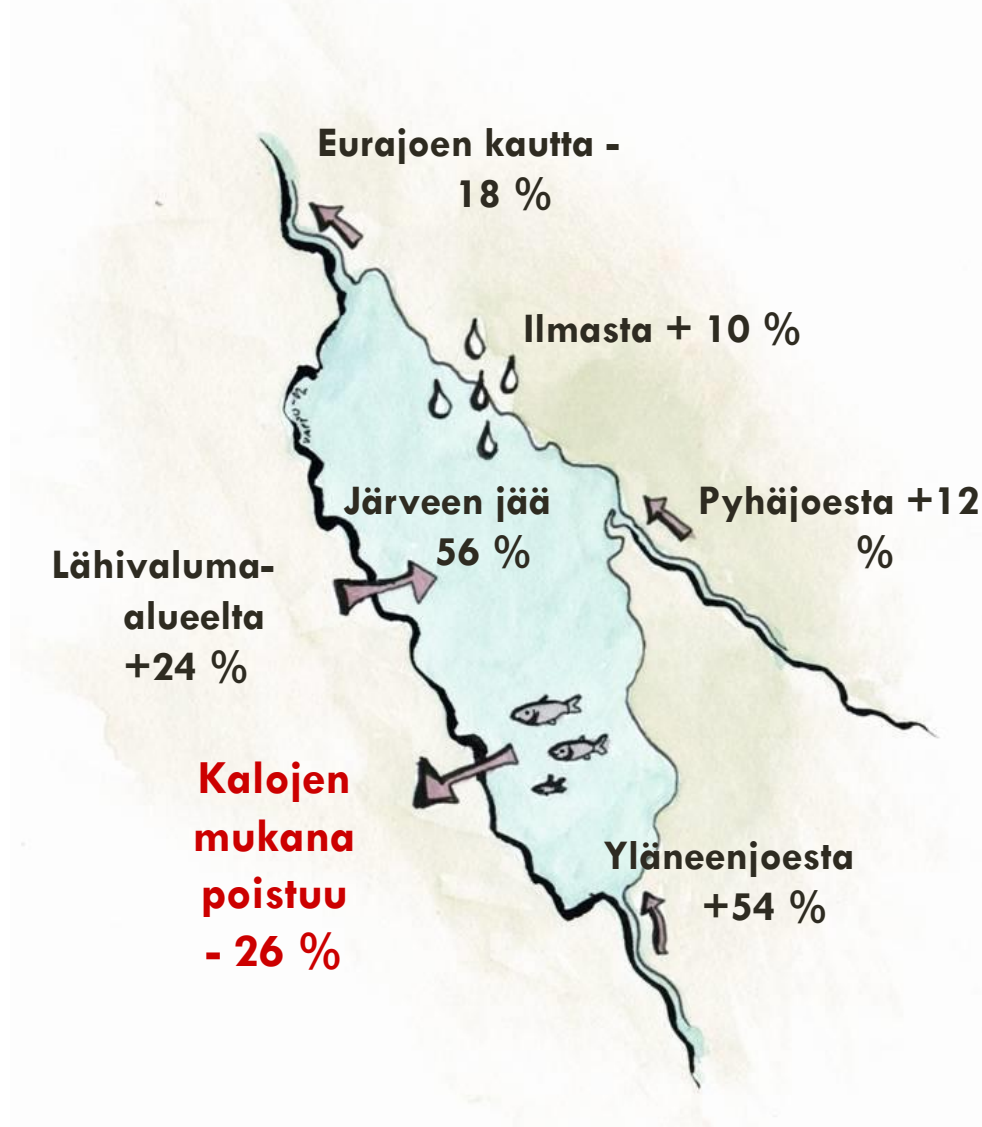 Eurajoen kautta -
18 %
Ilmasta + 10 %
Järveen jää
56 %
Pyhäjoesta +12
%
Lähivaluma-
alueelta
+24 %
Kalojen
mukana
poistuu
- 26 %
Yläneenjoesta
+54 %